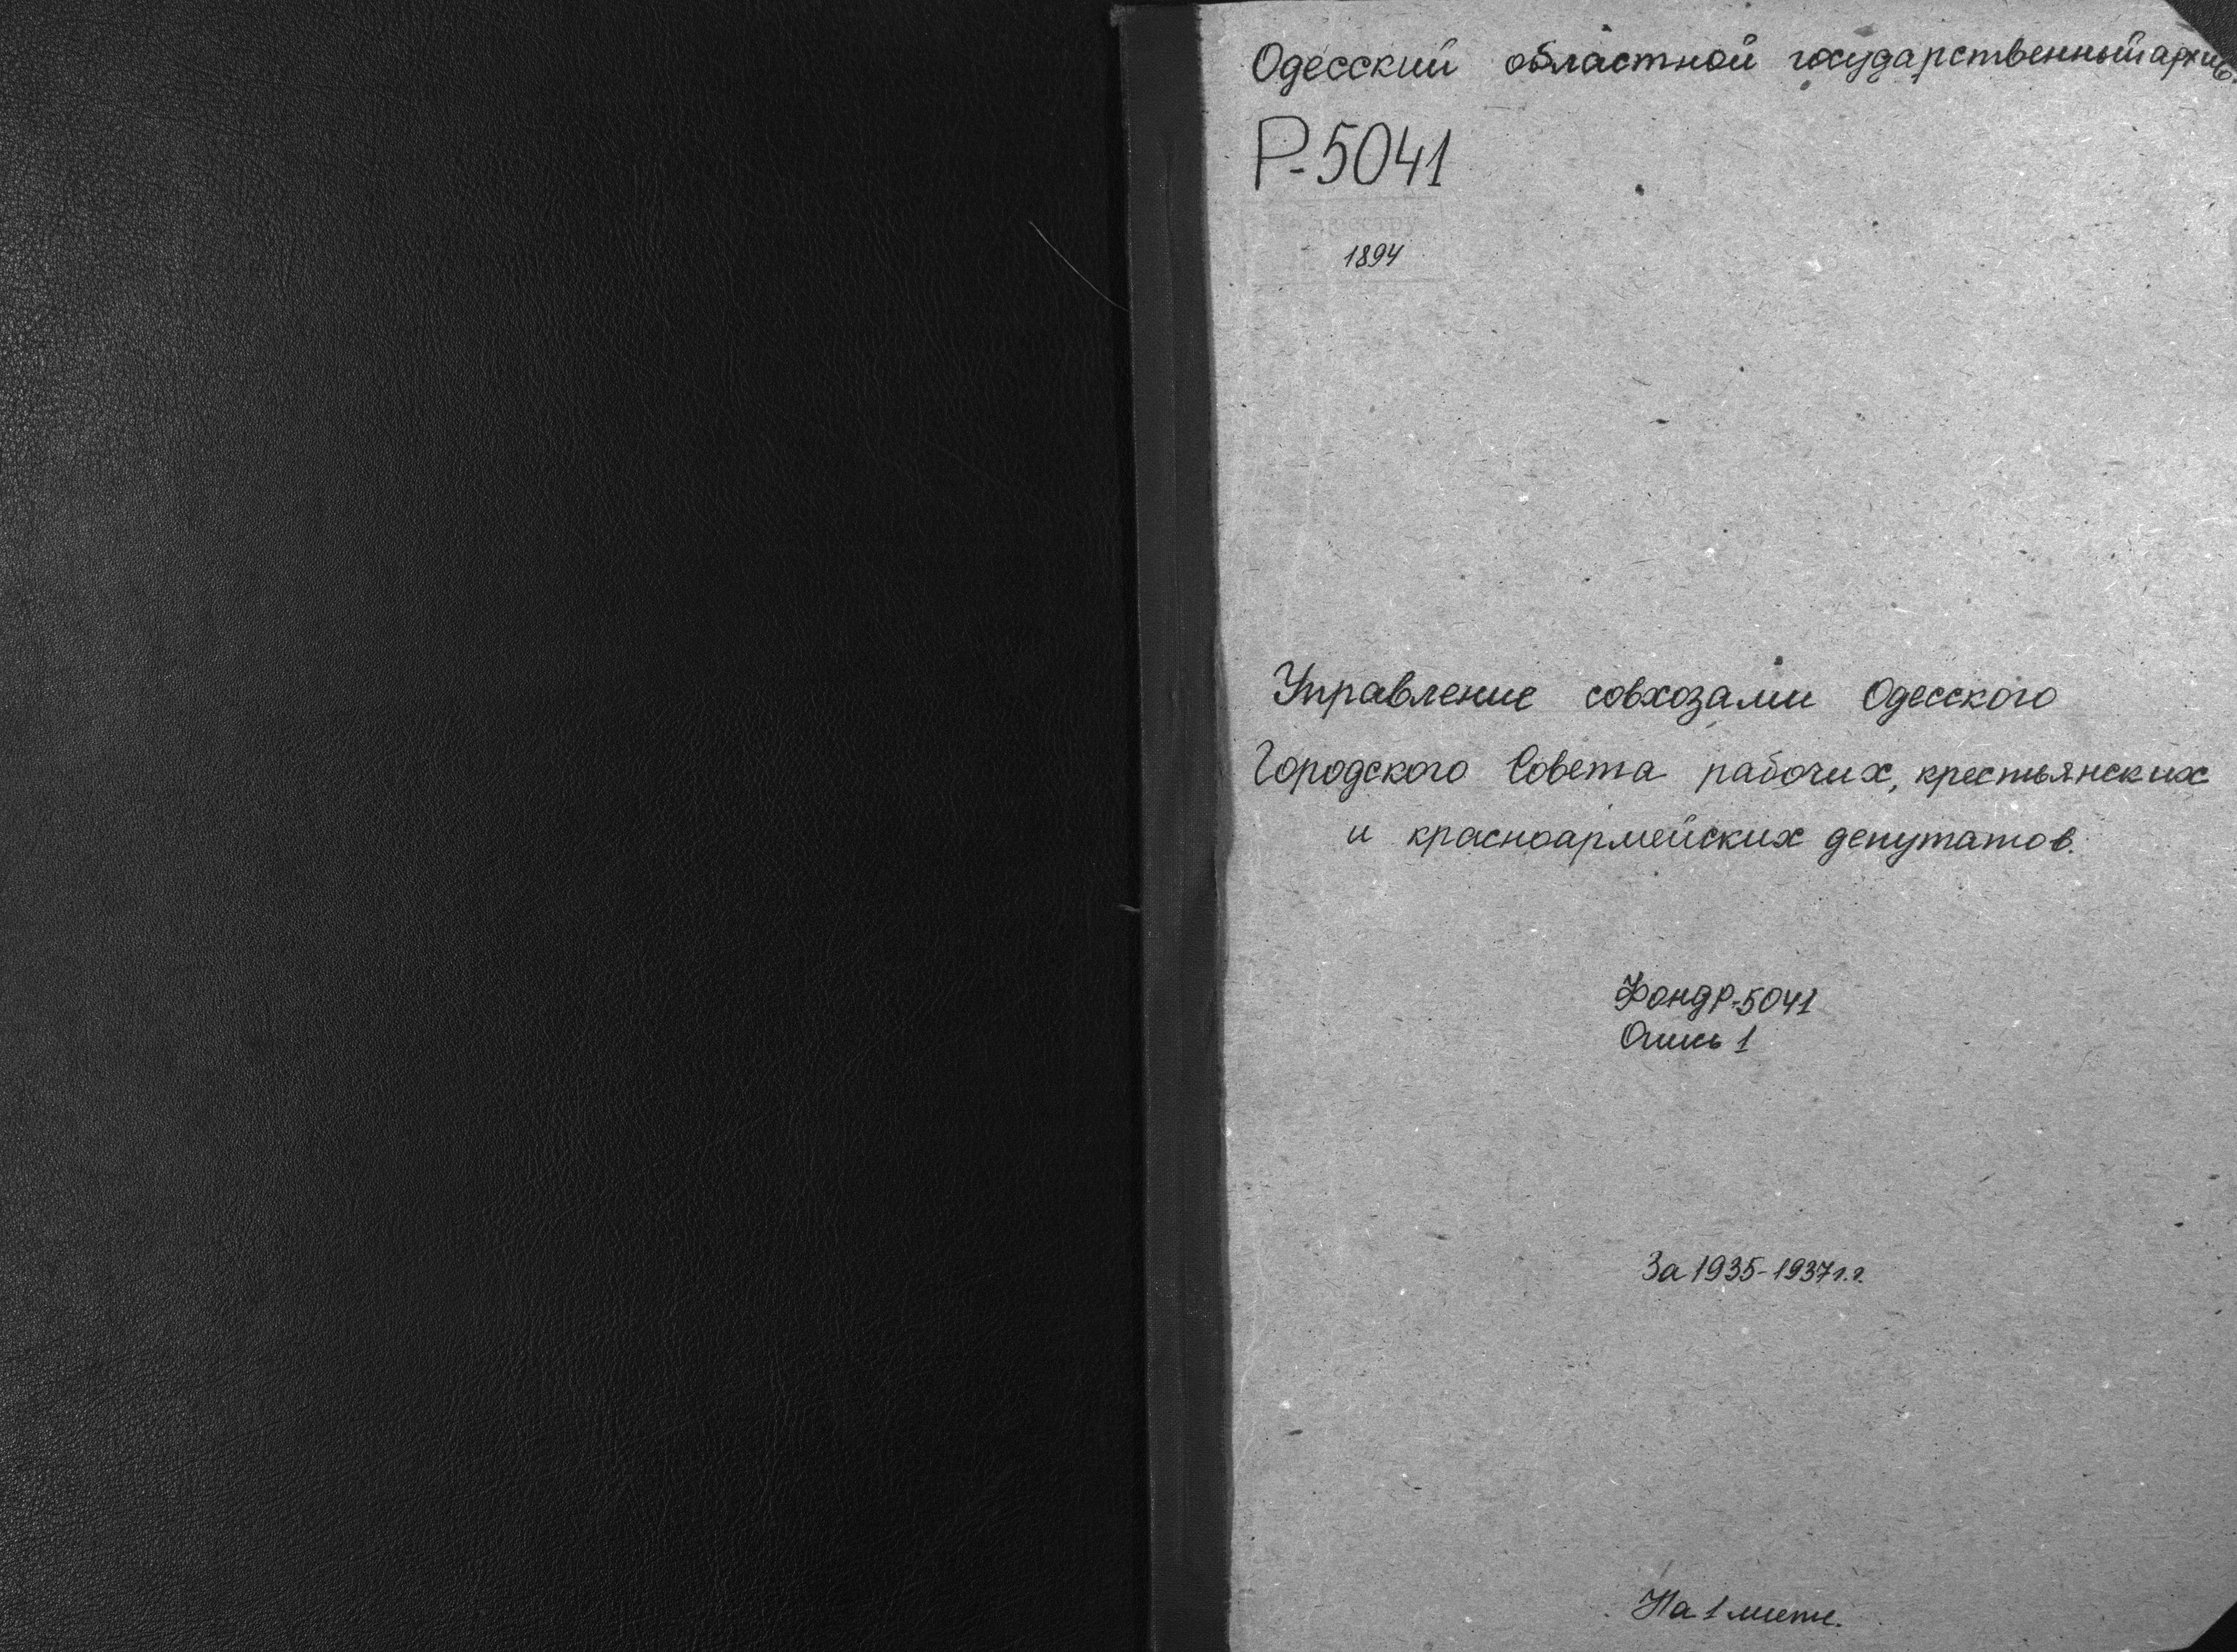 Одесский областной государственный архив.
Р-5041
1894
Управление совхозами Одесского
Городского Совета рабочих, крестьянских
и красноармейских депутатов.
Фонд Р-5041
Опись 1
За 1935-1937 г.г.
На 1 листе.